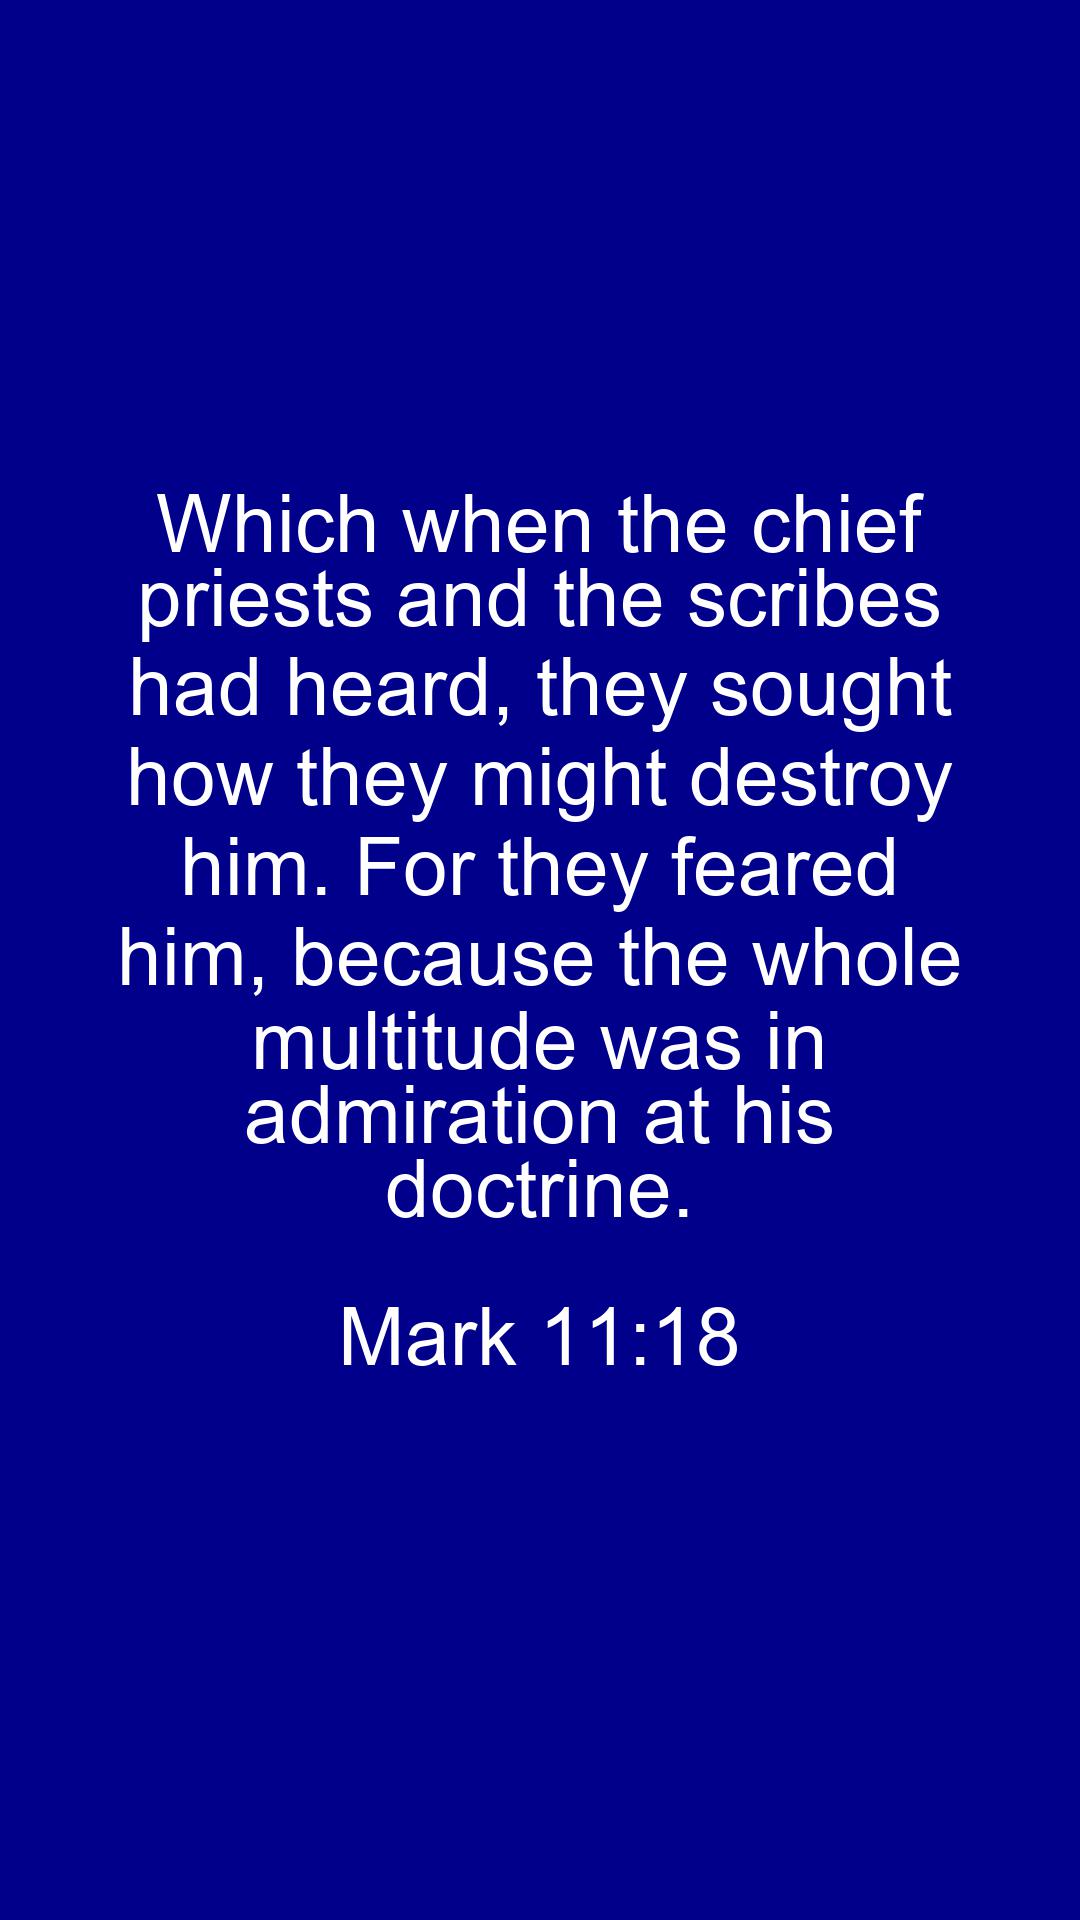 Which when the chief
priests and the scribes
had heard, they sought
how they might destroy
him. For they feared
him, because the whole
multitude was in
admiration at his
doctrine.
Mark 11:18